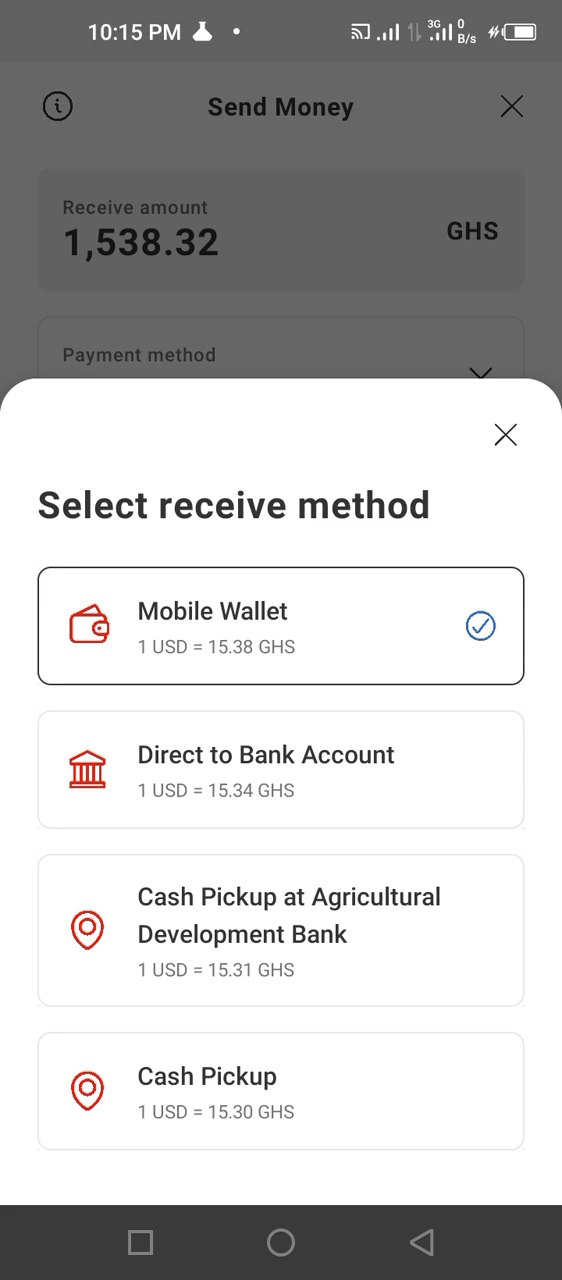 10:15 PM
3G 0 B/s
Send Money
Receive amount
1,538.32
GHS
Payment method
Select receive method
Mobile Wallet
1 USD = 15.38 GHS
Direct to Bank Account
1 USD = 15.34 GHS
Cash Pickup at Agricultural
Development Bank
1 USD = 15.31 GHS
Cash Pickup
1 USD = 15.30 GHS